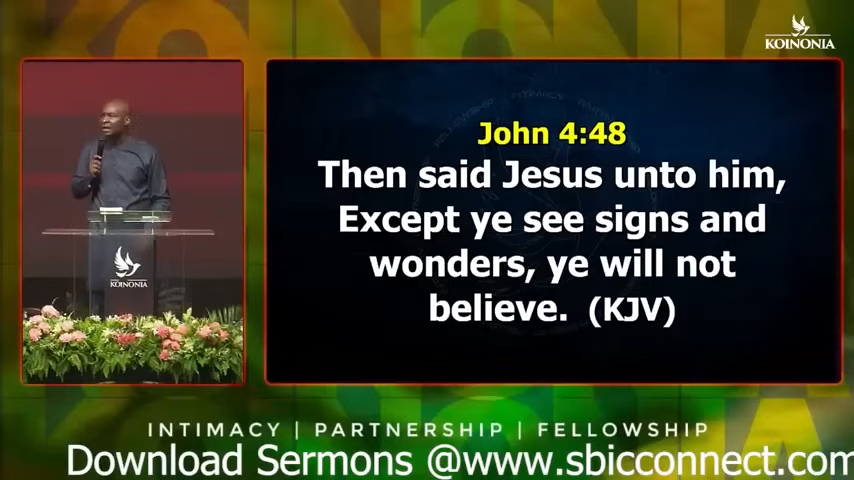 KOINONIA
John 4:48
Then said Jesus unto him,
Except ye see signs and
wonders, ye will not
believe. (KJV)
KOINONIA
INTIMACY | PARTNERSHIP | FELLOWSHIP
Download Sermons @www.sbicconnect.com